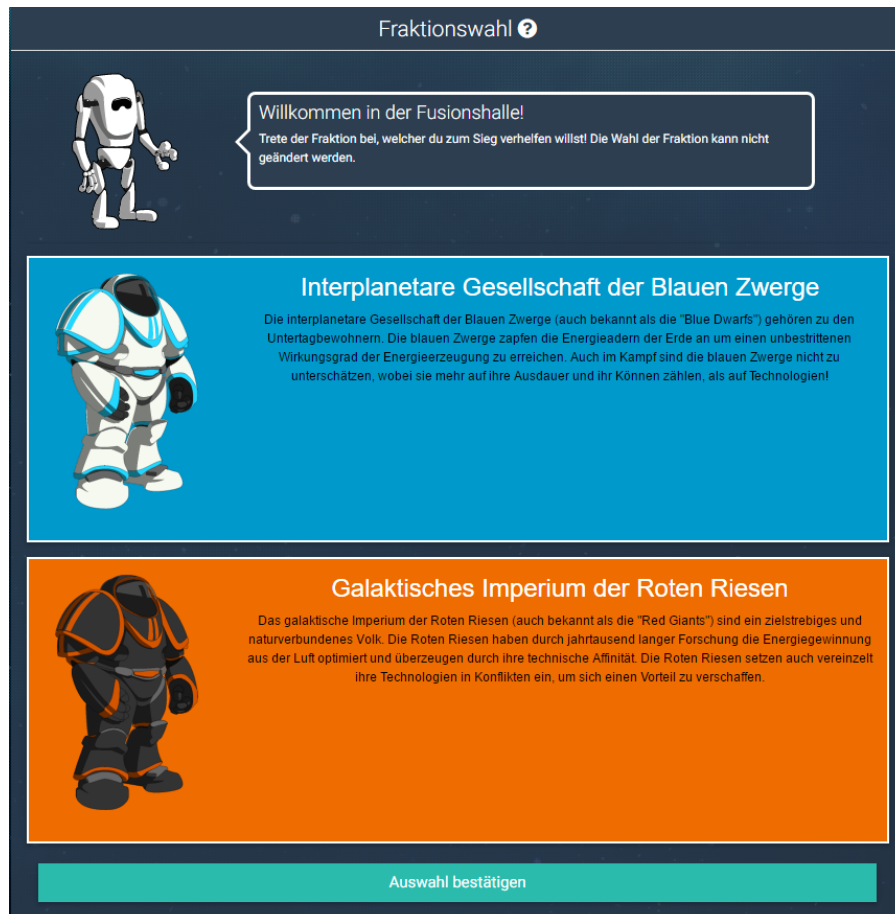 Fraktionswahl ?
Willkommen in der Fusionshalle!
Trete der Fraktion bei, welcher du zum Sieg verhelfen willst! Die Wahl der Fraktion kann nicht
geändert werden.
Interplanetare Gesellschaft der Blauen Zwerge
Die interplanetare Gesellschaft der Blauen Zwerge (auch bekannt als die "Blue Dwarfs") gehören zu den
Untertagbewohnern. Die blauen Zwerge zapfen die Energieadern der Erde an um einen unbestrittenen
Wirkungsgrad der Energieerzeugung zu erreichen. Auch im Kampf sind die blauen Zwerge nicht zu
unterschätzen, wobei sie mehr auf ihre Ausdauer und ihr Können zählen, als auf Technologien!
Galaktisches Imperium der Roten Riesen
Das galaktische Imperium der Roten Riesen (auch bekannt als die "Red Giants") sind ein zielstrebiges und
naturverbundenes Volk. Die Roten Riesen haben durch jahrtausend langer Forschung die Energiegewinnung
aus der Luft optimiert und überzeugen durch ihre technische Affinität. Die Roten Riesen setzen auch vereinzelt
ihre Technologien in Konflikten ein, um sich einen Vorteil zu verschaffen.
Auswahl bestätigen